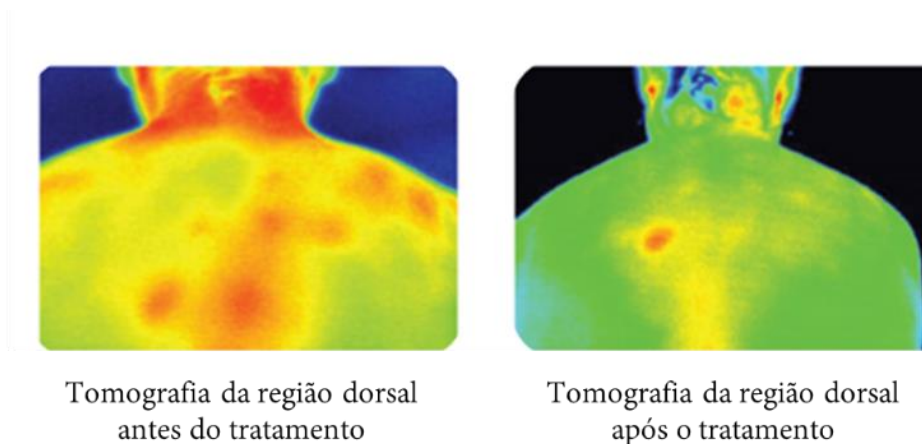 Tomografia da região dorsal
antes do tratamento
Tomografia da região dorsal
após o tratamento